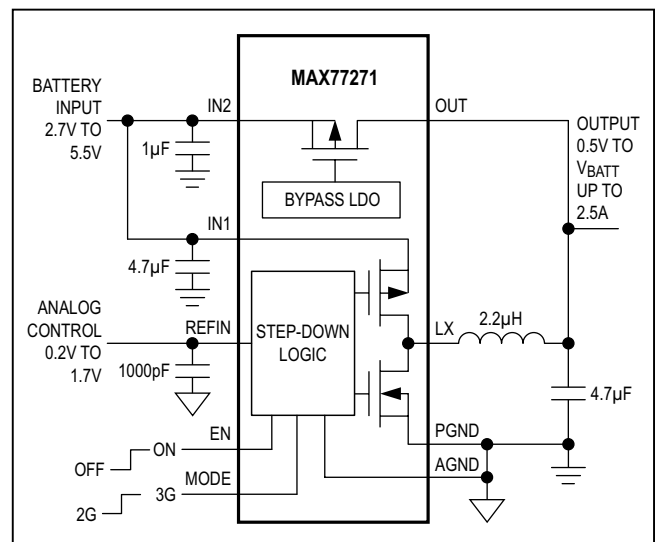 MAX77271
BATTERY
INPUT
2.7V TO
5.5V
IN2
OUT
1µF
BYPASS LDO
OUTPUT
0.5V TO
VBATT
UP TO
2.5A
IN1
4.7µF
ANALOG
CONTROL
0.2V TO
1.7V
REFIN
1000pF
STEP-DOWN
LOGIC
LX
2.2µH
4.7µF
PGND
AGND
EN
OFF
ON
MODE
2G
3G